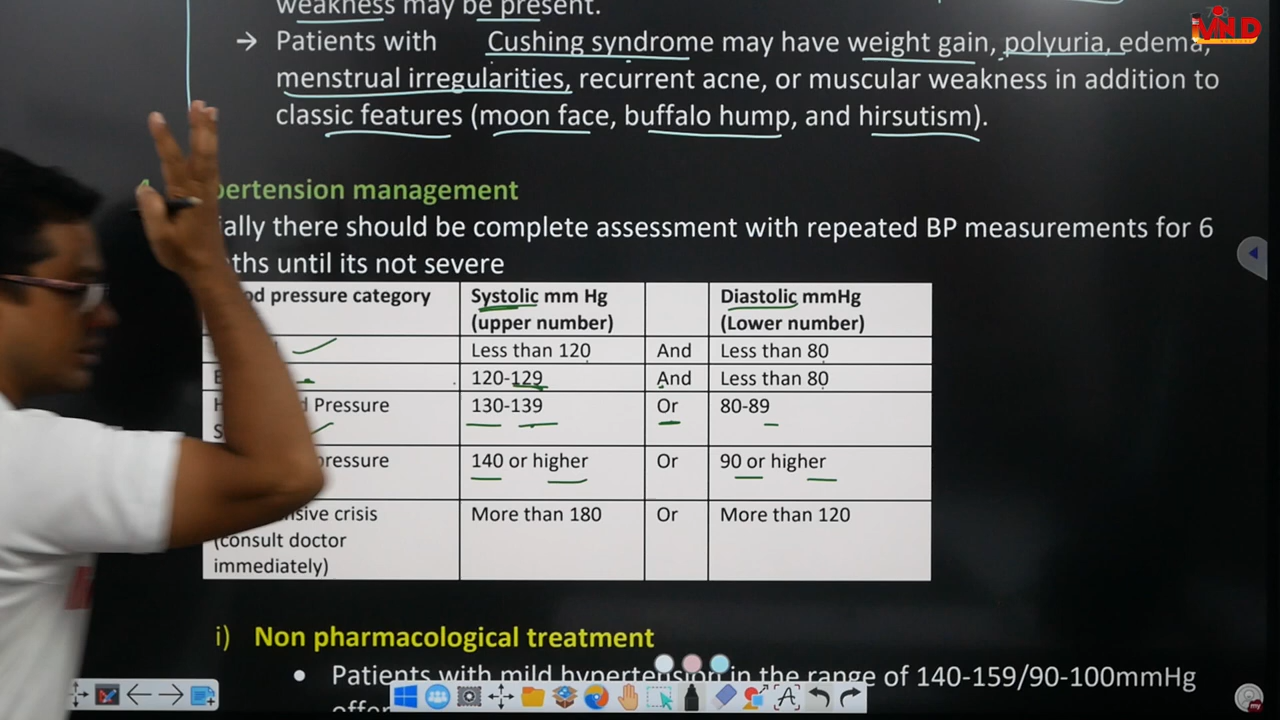 weakness may be present.
→ Patients with Cushing syndrome may have weight gain, polyuria, edema,
menstrual irregularities, recurrent acne, or muscular weakness in addition to
classic features (moon face, buffalo hump, and hirsutism).
pertension management
ially there should be complete assessment with repeated BP measurements for 6
ths until its not severe
pressure category Systolic mm Hg Diastolic mmHg
(upper number) (Lower number)
Less than 120 And Less than 80
120-129 And Less than 80
Pressure 130-139 Or 80-89
pressure 140 or higher Or 90 or higher
sive crisis More than 180 Or More than 120
(consult doctor
immediately)
i) Non pharmacological treatment
• Patients with mild hypertension in the range of 140-159/90-100mmHg